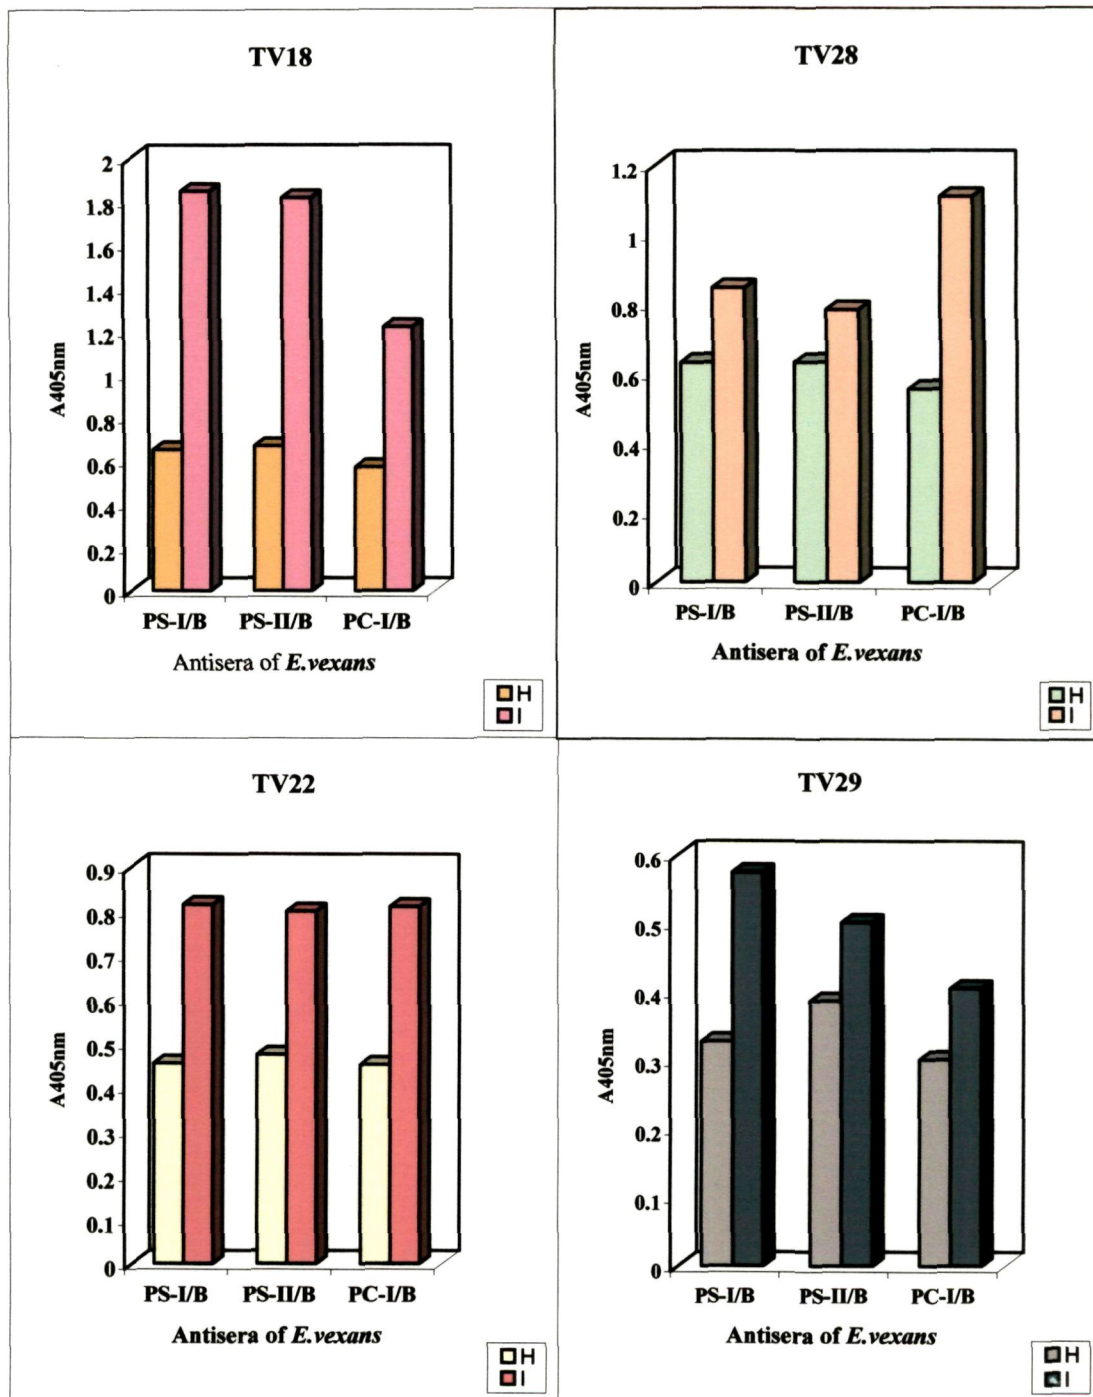 TV18
2
1.8
1.6
1.4
1.2
1
0.8
0.6
0.4
0.2
0
A405nm
PS-I/B PS-II/B PC-I/B
Antisera of E.vexans
H
I
TV28
1.2
1
0.8
0.6
0.4
0.2
0
A405nm
PS-I/B PS-II/B PC-I/B
Antisera of E.vexans
H
I
TV22
0.9
0.8
0.7
0.6
0.5
0.4
0.3
0.2
0.1
0
A405nm
PS-I/B PS-II/B PC-I/B
Antisera of E.vexans
H
I
TV29
0.6
0.5
0.4
0.3
0.2
0.1
0
A405nm
PS-I/B PS-II/B PC-I/B
Antisera of E.vexans
H
I